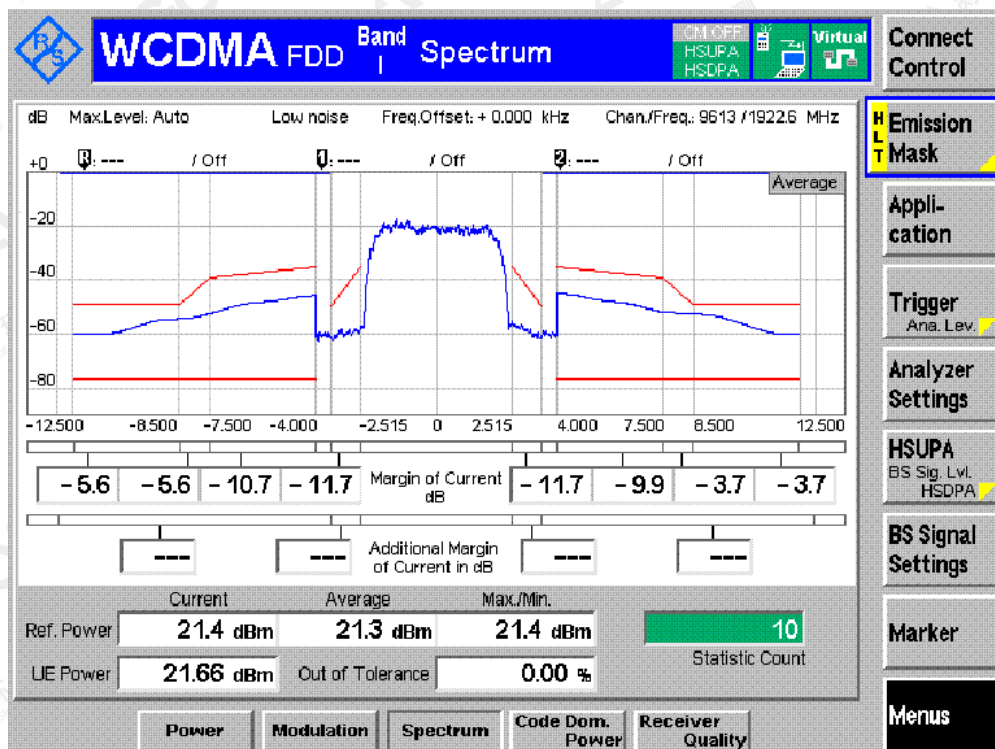 R/S
WCDMA FDD Band I Spectrum
CM OFF
HSUPA
HSDPA
Virtual
Connect
Control
dB Max.Level: Auto Low noise Freq.Offset: + 0.000 kHz Chan./Freq.: 9613 / 1922.6 MHz
R: --- / Off 1: --- / Off 2: --- / Off
Average
+0
-20
-40
-60
-80
-12.500 -8.500 -7.500 -4.000 -2.515 0 2.515 4.000 7.500 8.500 12.500
- 5.6 - 5.6 - 10.7 - 11.7 Margin of Current dB - 11.7 - 9.9 - 3.7 - 3.7
--- --- Additional Margin of Current in dB --- ---
Current Average Max./Min.
Ref. Power 21.4 dBm 21.3 dBm 21.4 dBm 10
Statistic Count
UE Power 21.66 dBm Out of Tolerance 0.00 %
Power Modulation Spectrum Code Dom. Power Receiver Quality
HLT
Emission
Mask
Appli-
cation
Trigger
Ana. Lev.
Analyzer
Settings
HSUPA
BS Sig. Lvl.
HSDPA
BS Signal
Settings
Marker
Menus